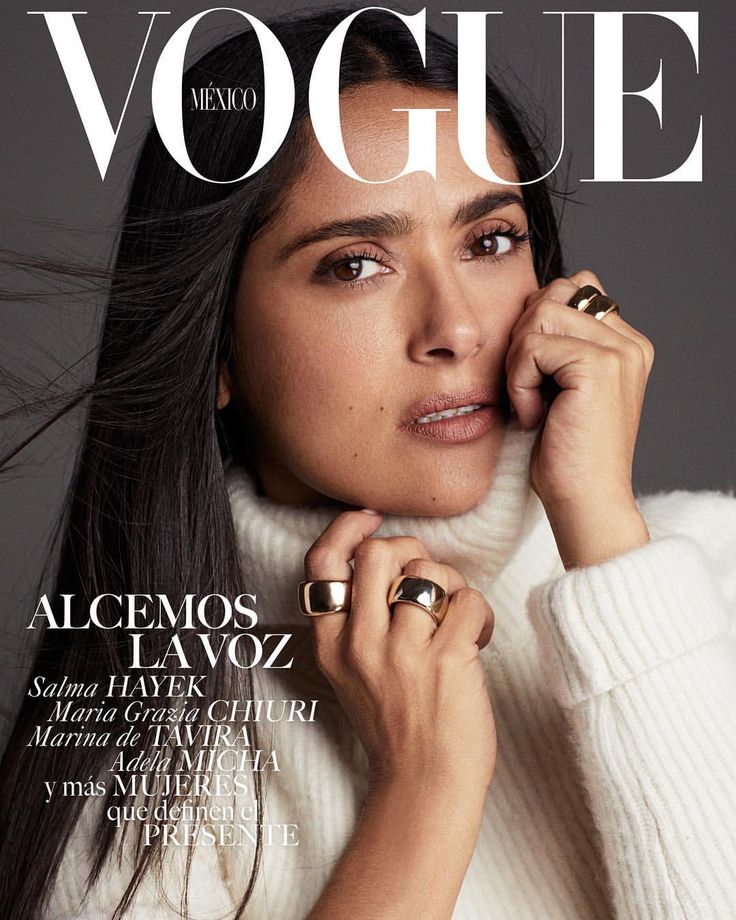 VOGUE
MÉXICO
ALCEMOS
LA VOZ
Salma HAYEK
Maria Grazia CHIURI
Marina de TAVIRA
Adela MICHA
y más MUJERES
que definen el
PRESENTE